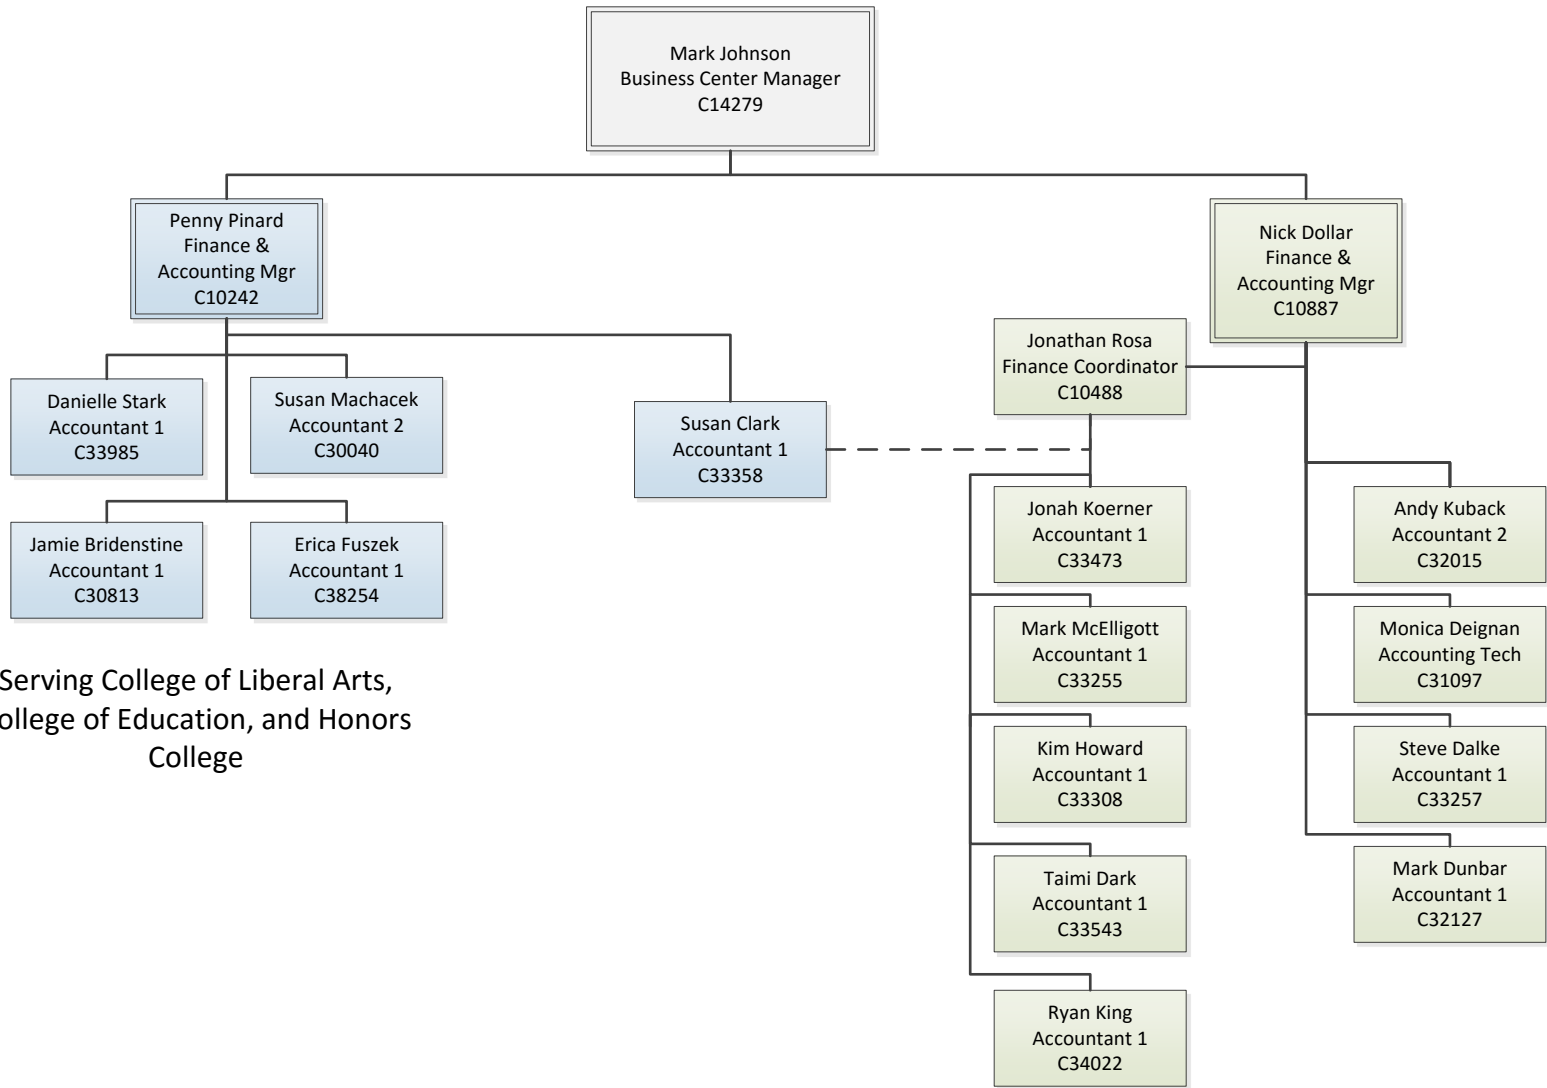 Mark Johnson
Business Center Manager
C14279
Penny Pinard
Finance &
Accounting Mgr
C10242
Nick Dollar
Finance &
Accounting Mgr
C10887
Jonathan Rosa
Finance Coordinator
C10488
Danielle Stark
Accountant 1
C33985
Susan Machacek
Accountant 2
C30040
Susan Clark
Accountant 1
C33358
Jamie Bridenstine
Accountant 1
C30813
Erica Fuszek
Accountant 1
C38254
Jonah Koerner
Accountant 1
C33473
Andy Kuback
Accountant 2
C32015
Mark McElligott
Accountant 1
C33255
Monica Deignan
Accounting Tech
C31097
Kim Howard
Accountant 1
C33308
Steve Dalke
Accountant 1
C33257
Taimi Dark
Accountant 1
C33543
Mark Dunbar
Accountant 1
C32127
Ryan King
Accountant 1
C34022
Serving College of Liberal Arts,
ollege of Education, and Honors
College